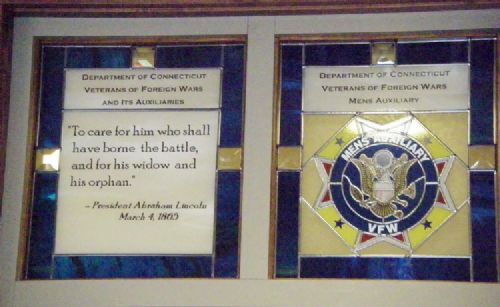 DEPARTMENT OF CONNECTICUT
VETERANS OF FOREIGN WARS
AND ITS AUXILIARIES
"To care for him who shall
have borne the battle,
and for his widow and
his orphan."
– President Abraham Lincoln
March 4, 1865
DEPARTMENT OF CONNECTICUT
VETERANS OF FOREIGN WARS
MENS AUXILIARY
MENS AUXILIARY
VFW